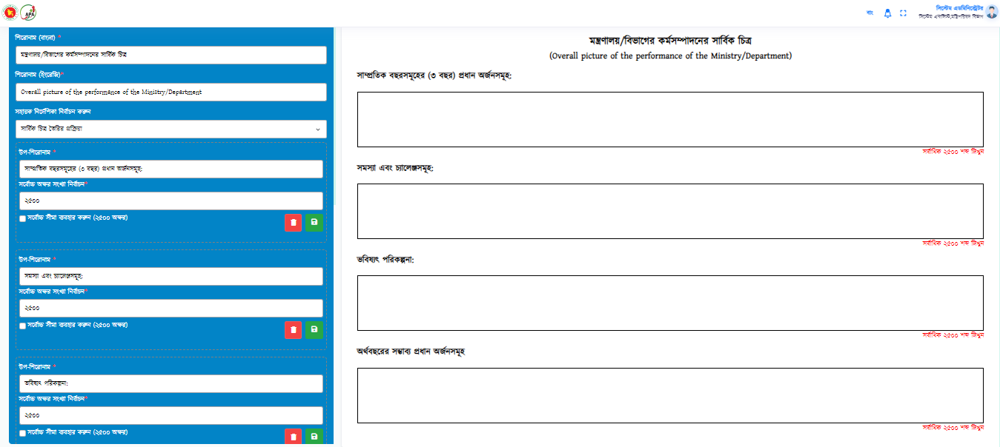 APA
বাং
সিস্টেম এডমিনিস্ট্রেটর
সিস্টেম এনালিস্ট,মন্ত্রিপরিষদ বিভাগ
শিরোনাম (বাংলা) *
মন্ত্রণালয়/বিভাগের কর্মসম্পাদনের সার্বিক চিত্র
শিরোনাম (ইংরেজি)*
Overall picture of the performance of the Ministry/Department
সহায়ক নির্দেশিকা নির্বাচন করুন
সার্বিক চিত্র তৈরির প্রক্রিয়া
উপ-শিরোনাম *
সাম্প্রতিক বছরসমূহের (৩ বছর) প্রধান অর্জনসমূহ:
সর্বোচ্চ অক্ষর সংখ্যা নির্বাচন*
২৫০০
সর্বোচ্চ সীমা ব্যবহার করুন (২৫০০ অক্ষর)
উপ-শিরোনাম *
সমস্যা এবং চ্যালেঞ্জসমূহ:
সর্বোচ্চ অক্ষর সংখ্যা নির্বাচন*
২৫০০
সর্বোচ্চ সীমা ব্যবহার করুন (২৫০০ অক্ষর)
উপ-শিরোনাম *
ভবিষ্যৎ পরিকল্পনা:
সর্বোচ্চ অক্ষর সংখ্যা নির্বাচন*
২৫০০
সর্বোচ্চ সীমা ব্যবহার করুন (২৫০০ অক্ষর)
মন্ত্রণালয়/বিভাগের কর্মসম্পাদনের সার্বিক চিত্র
(Overall picture of the performance of the Ministry/Department)
সাম্প্রতিক বছরসমূহের (৩ বছর) প্রধান অর্জনসমূহ:
সর্বাধিক ২৫০০ শব্দ লিখুন
সমস্যা এবং চ্যালেঞ্জসমূহ:
সর্বাধিক ২৫০০ শব্দ লিখুন
ভবিষ্যৎ পরিকল্পনা:
সর্বাধিক ২৫০০ শব্দ লিখুন
অর্থবছরের সম্ভাব্য প্রধান অর্জনসমূহ
সর্বাধিক ২৫০০ শব্দ লিখুন